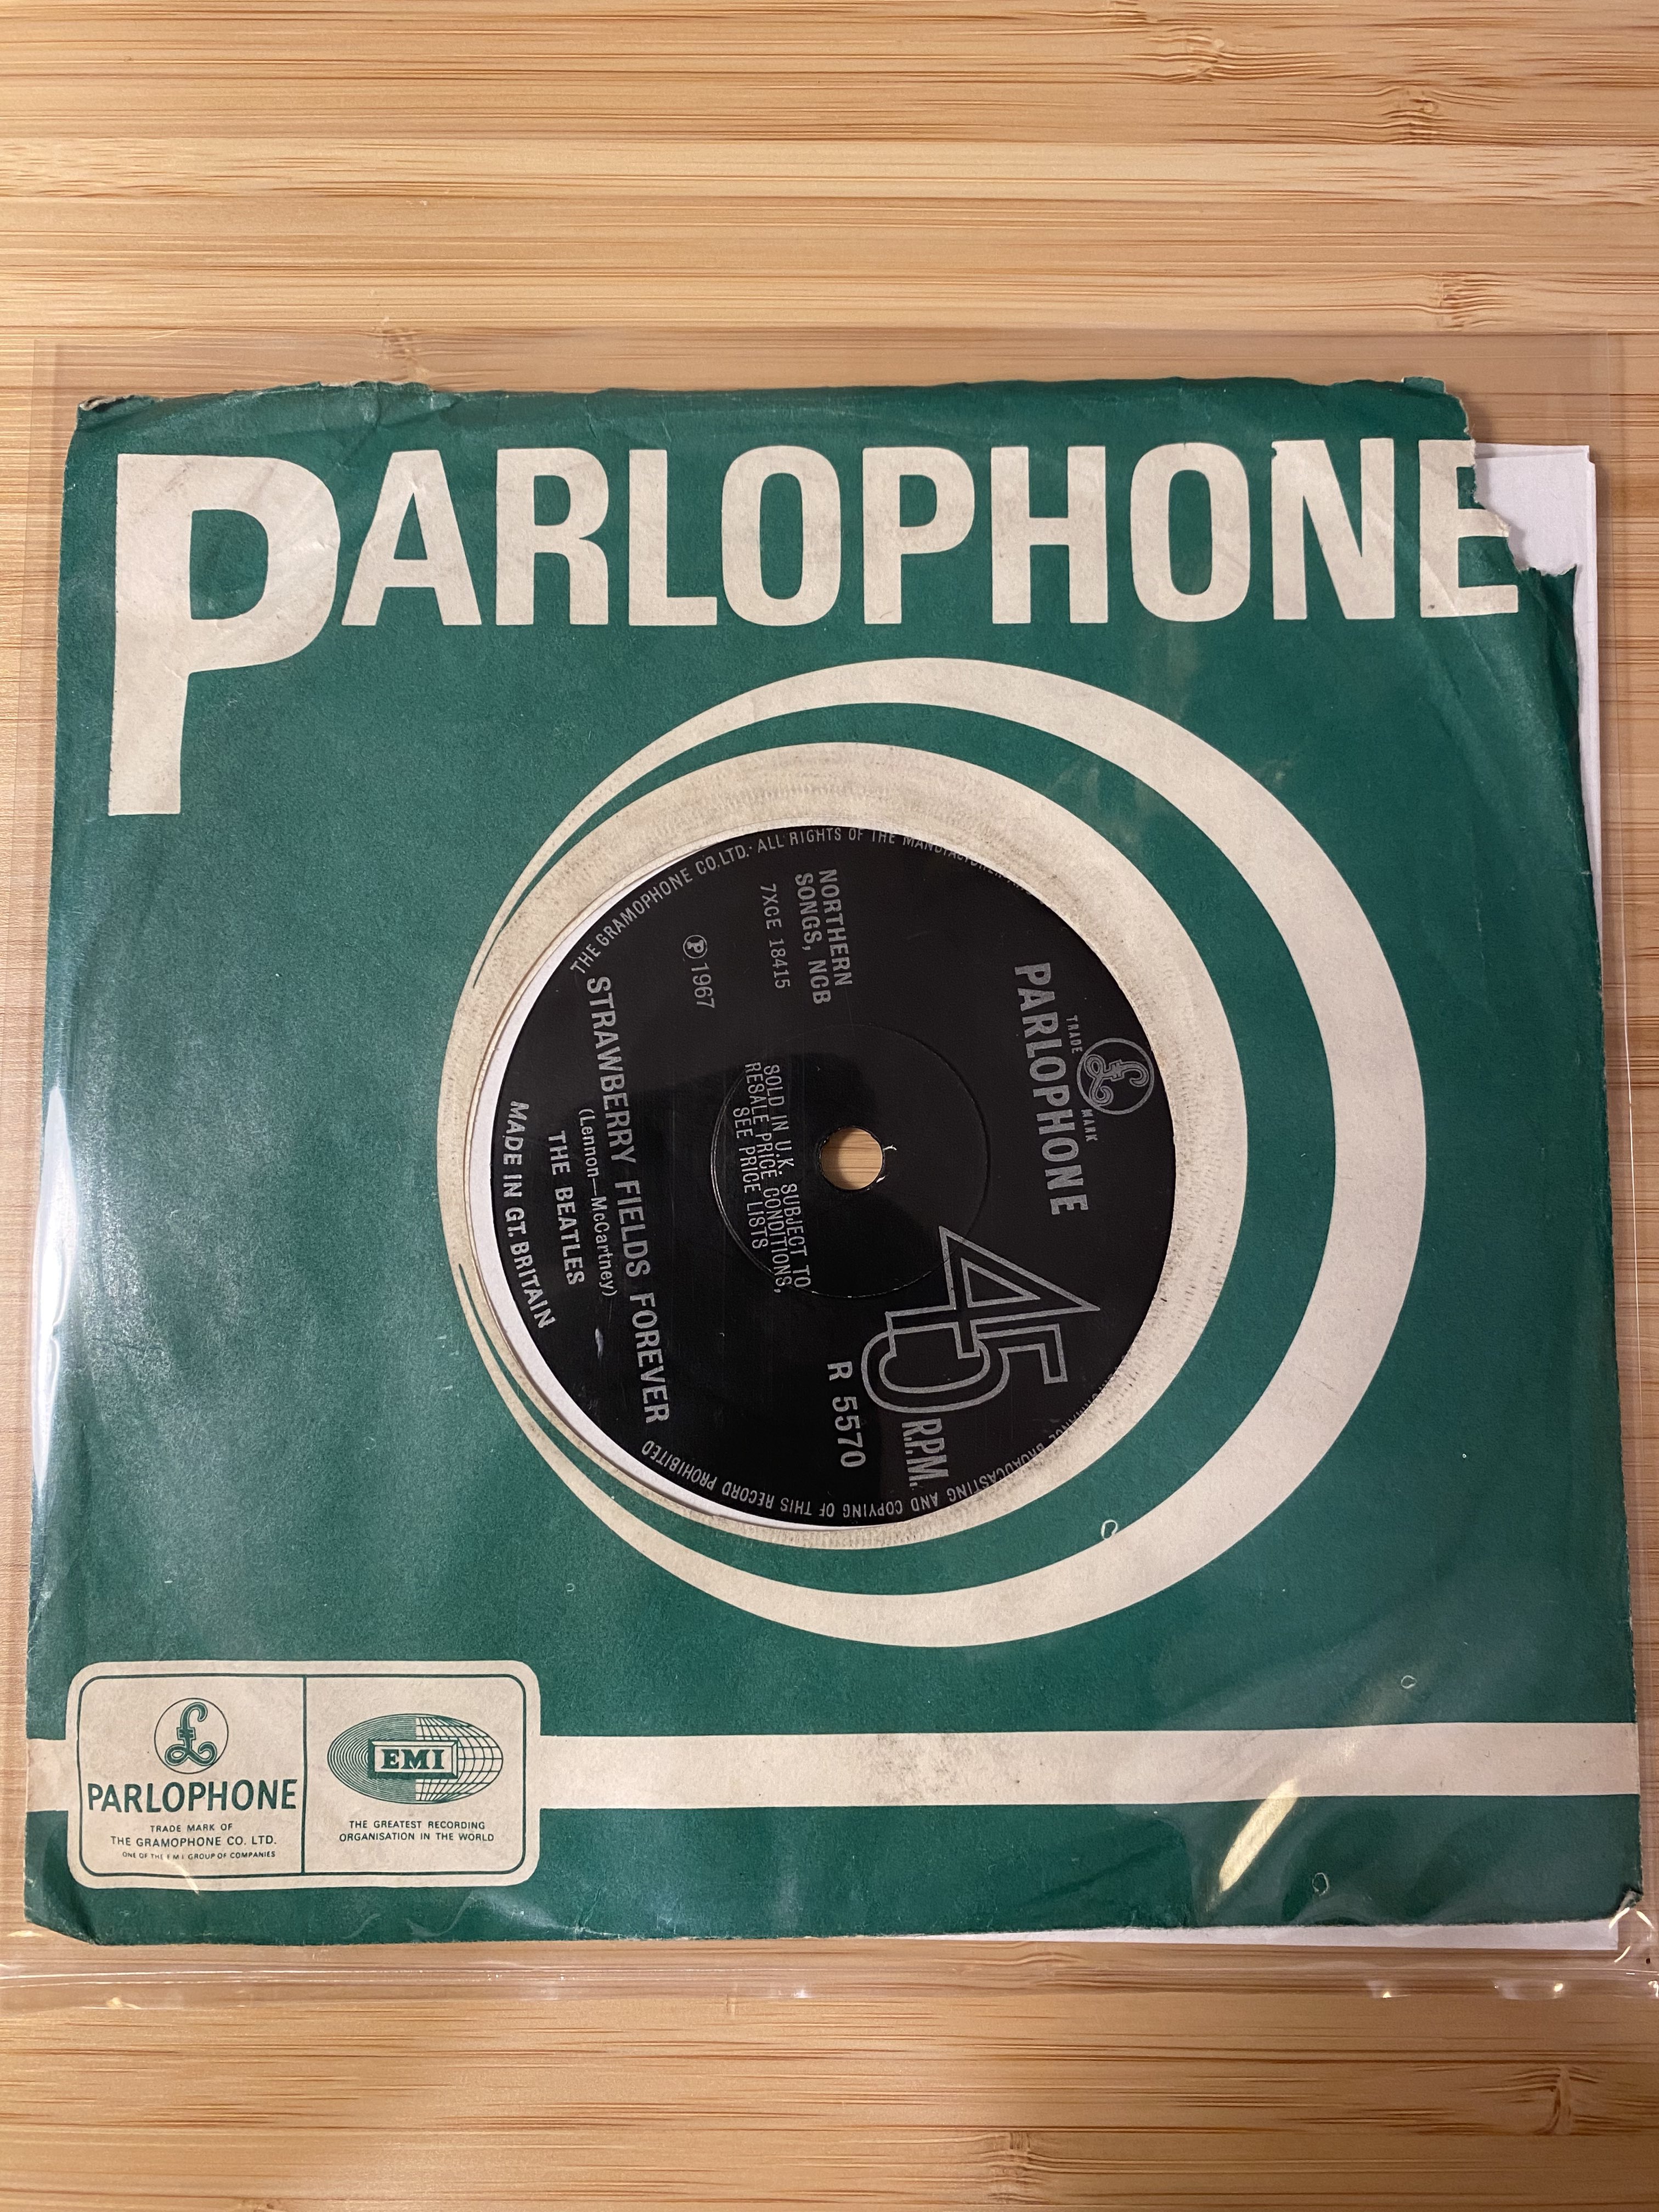 PARLOPHONE
THE GRAMOPHONE CO.LTD. · ALL RIGHTS OF THE
BROADCASTING AND COPYING OF THIS RECORD PROHIBITED
TRADE £ MARK
PARLOPHONE
45 R.P.M.
NORTHERN
SONGS, NCB
7XCE 18415
R 5570
SOLD IN U.K. SUBJECT TO
RESALE PRICE CONDITIONS,
SEE PRICE LISTS
℗ 1967
STRAWBERRY FIELDS FOREVER
(Lennon—McCartney)
THE BEATLES
MADE IN GT. BRITAIN
£
PARLOPHONE
TRADE MARK OF
THE GRAMOPHONE CO. LTD.
ONE OF THE E.M.I. GROUP OF COMPANIES
EMI
THE GREATEST RECORDING
ORGANISATION IN THE WORLD